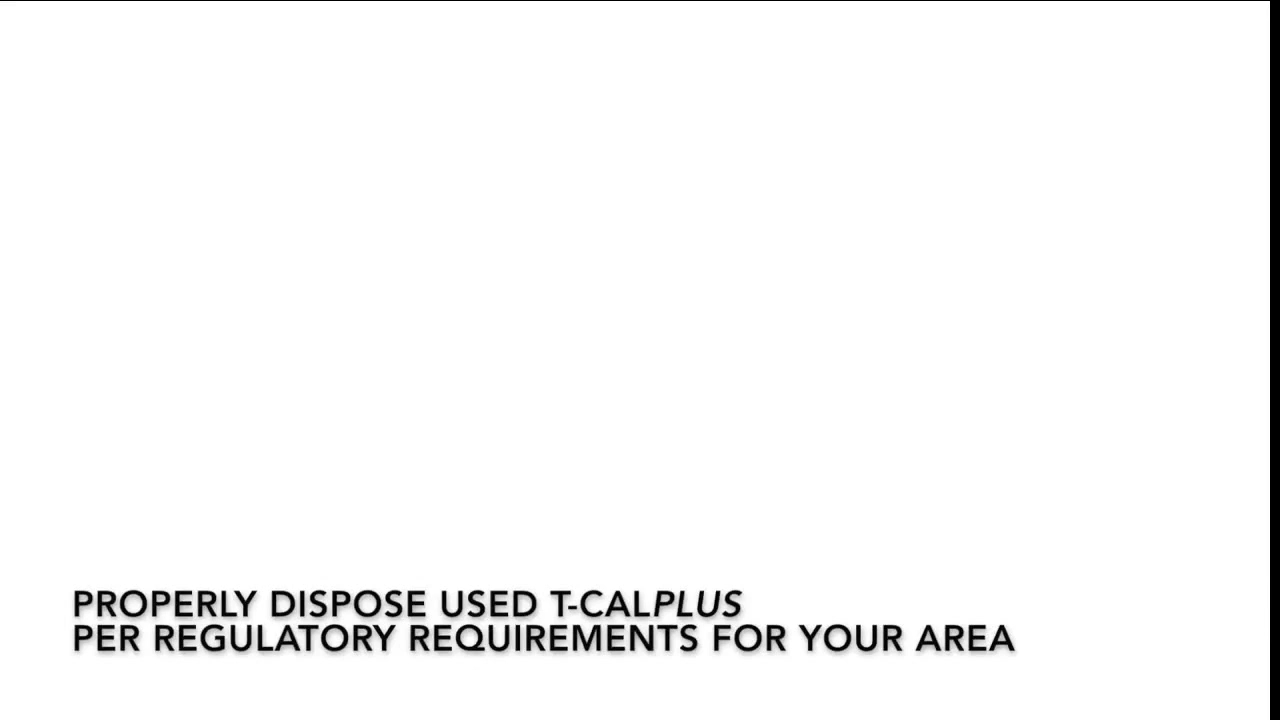 PROPERLY DISPOSE USED T-CALPLUS
PER REGULATORY REQUIREMENTS FOR YOUR AREA